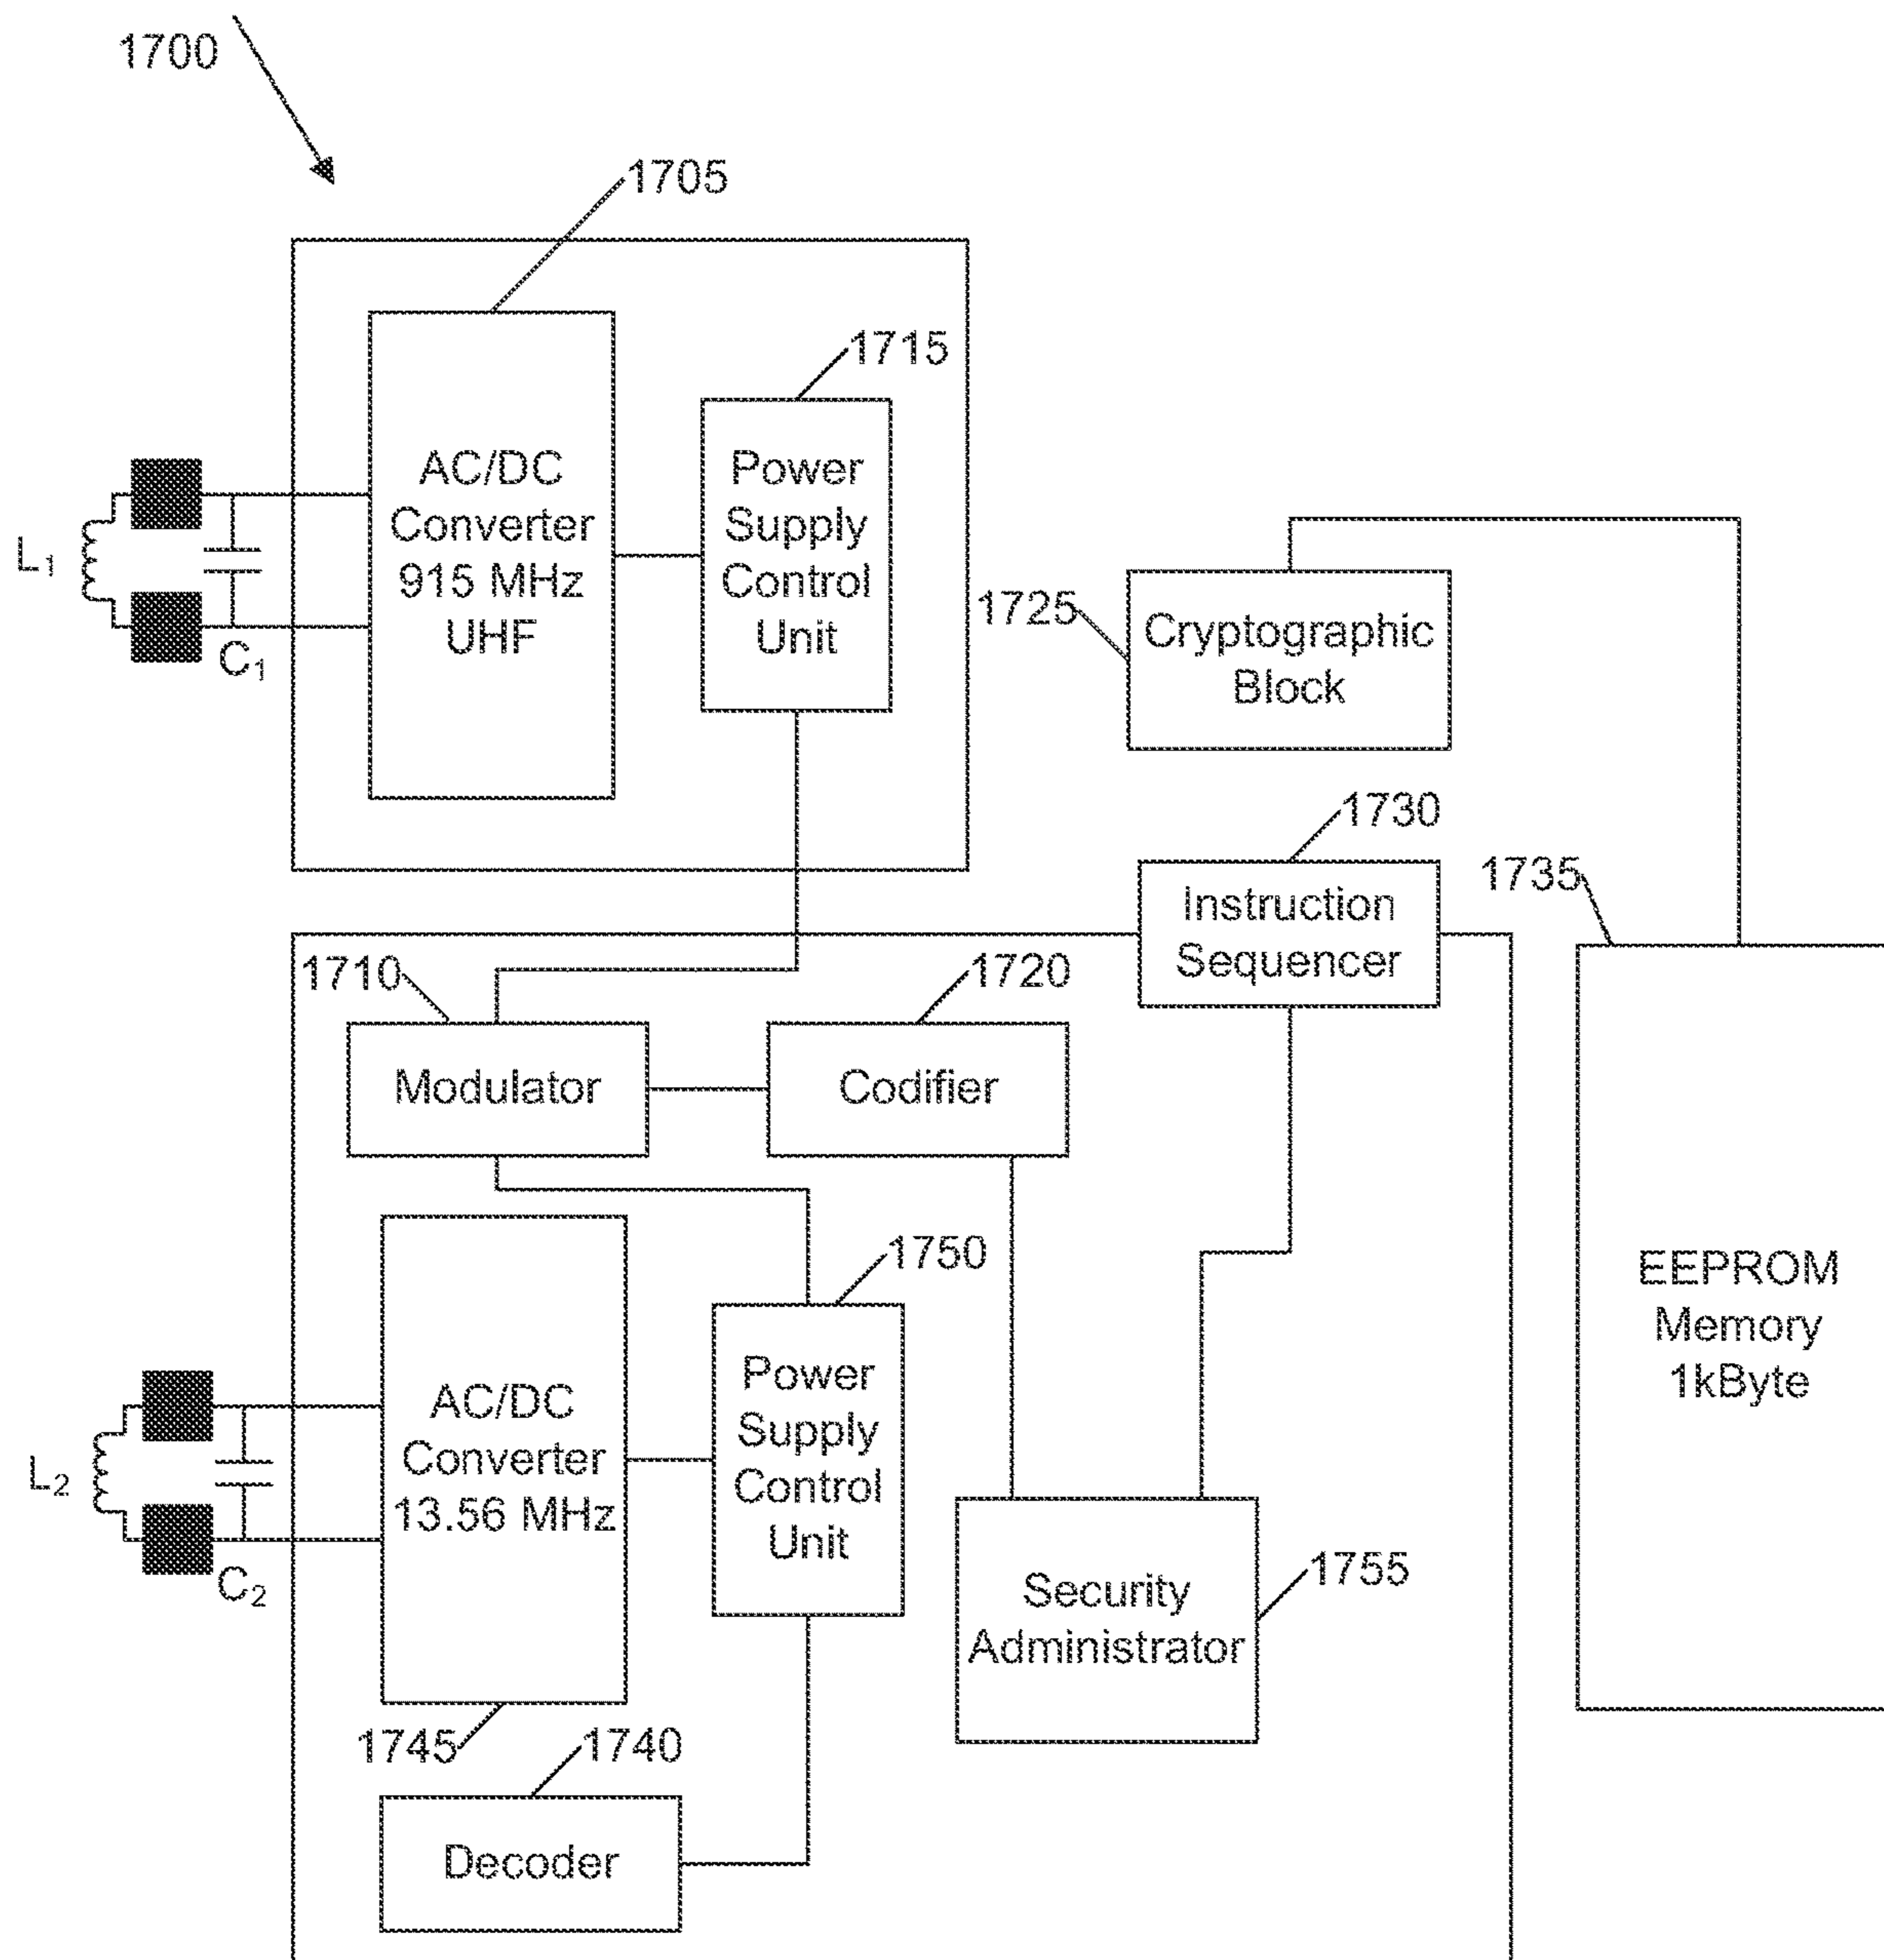 1700
1705
1715
AC/DC
Converter
915 MHz
UHF
Power
Supply
Control
Unit
L₁
C₁
1725
Cryptographic
Block
1730
1735
Instruction
Sequencer
1710
1720
Modulator
Codifier
1750
EEPROM
Memory
1kByte
AC/DC
Converter
13.56 MHz
Power
Supply
Control
Unit
L₂
C₂
1755
Security
Administrator
1745
1740
Decoder